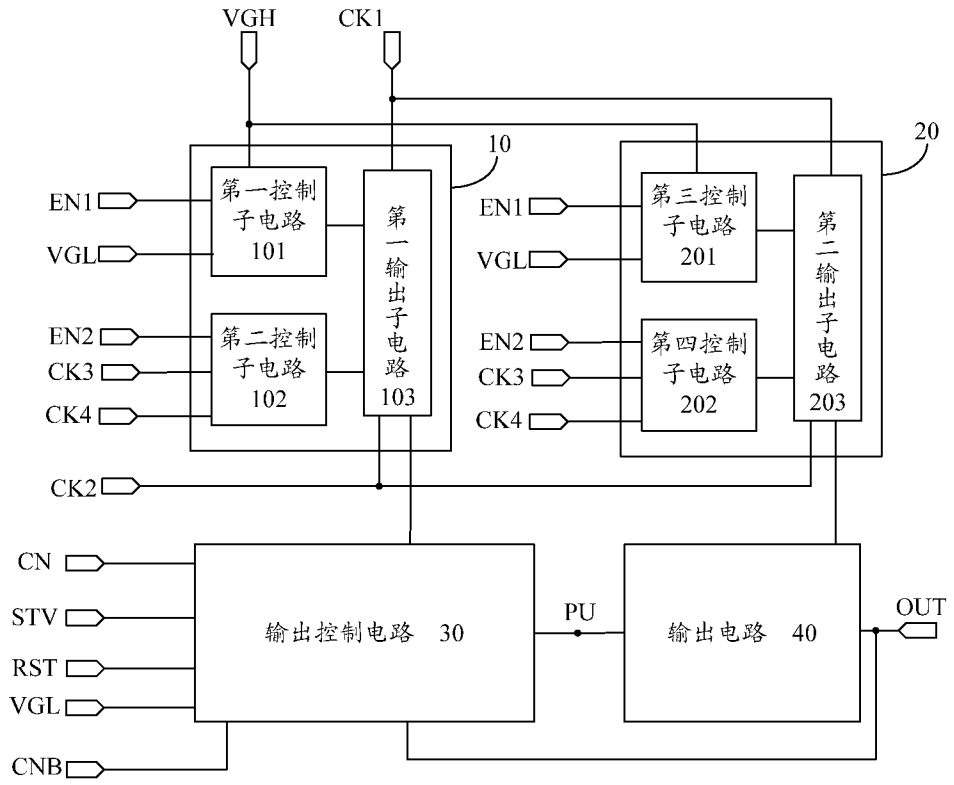 VGH
CK1
10
20
EN1
VGL
第一控制
子电路
101
第一输出子电路
103
EN2
CK3
CK4
第二控制
子电路
102
EN1
VGL
第三控制
子电路
201
第二输出子电路
203
EN2
CK3
CK4
第四控制
子电路
202
CK2
CN
STV
RST
VGL
CNB
输出控制电路 30
PU
输出电路 40
OUT